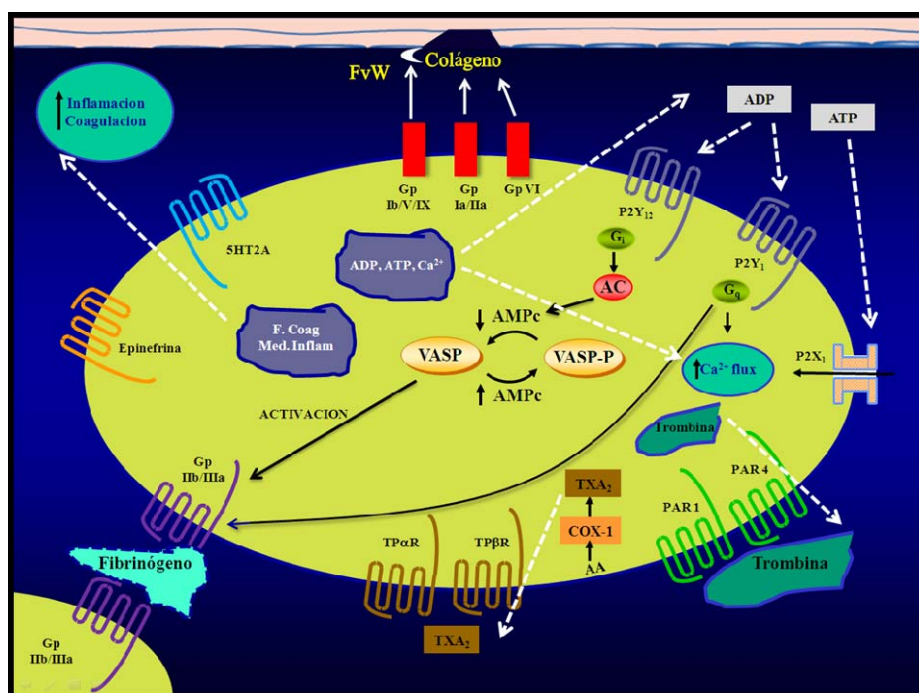 Colágeno
FvW
Inflamacion
Coagulacion
ADP
ATP
Gp
Ib/V/IX
Gp
Ia/IIa
Gp VI
P2Y12
5HT2A
Gi
ADP, ATP, Ca2+
P2Y1
AC
Gq
Epinefrina
F. Coag
Med. Inflam
AMPc
VASP
VASP-P
AMPc
Ca2+ flux
P2X1
ACTIVACION
Trombina
Gp
IIb/IIIa
PAR4
TXA2
PAR1
COX-1
TPαR
TPβR
AA
Fibrinógeno
Trombina
Gp
IIb/IIIa
TXA2